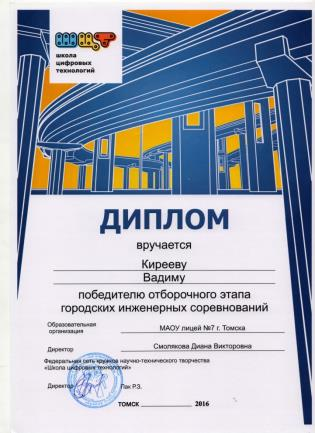 школа
цифровых
технологий
ДИПЛОМ
вручается
Кирееву
Вадиму
победителю отборочного этапа
городских инженерных соревнований
Образовательная
организация
МАОУ лицей №7 г. Томска
Директор
Смолякова Диана Викторовна
Федеральная сеть кружков научно-технического творчества
«Школа цифровых технологий»
Директор
Пак Р.З.
ТОМСК
2016